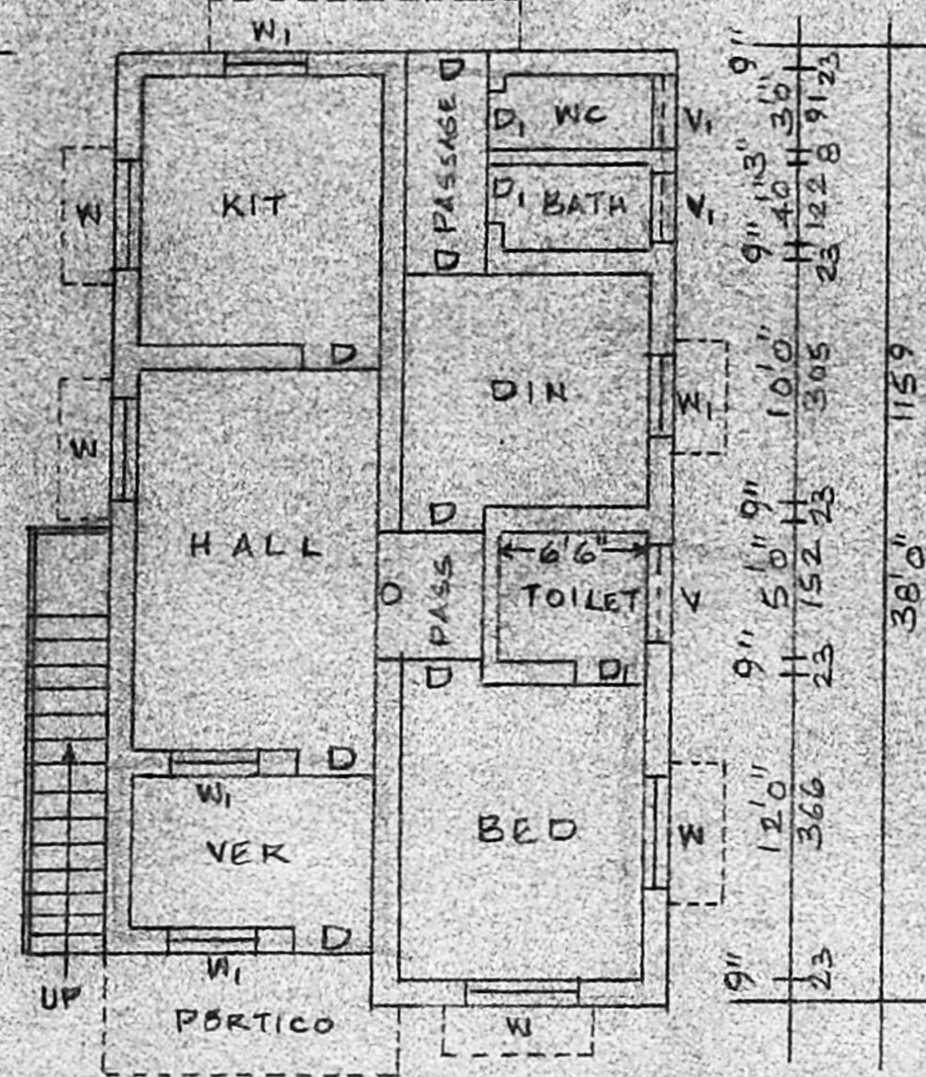 W1
9" 23
D
PASSAGE
D1 WC V1
3'0" 91
3" 8
KIT
D1 BATH V1
4'0 122
W
D
9" 23
D
DIN
W1
10'0" 305
1159
W
D
9" 23
HALL
6'6"
D
PASS
TOILET V
5'0" 152
38'0"
D
D1
9" 23
D
W1
VER
BED
W
12'0" 366
D
W1
9" 23
UP
PORTICO
W